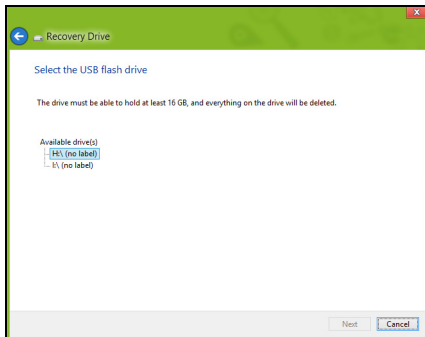 Recovery Drive
Select the USB flash drive
The drive must be able to hold at least 16 GB, and everything on the drive will be deleted.
Available drive(s)
H:\ (no label)
I:\ (no label)
Next Cancel